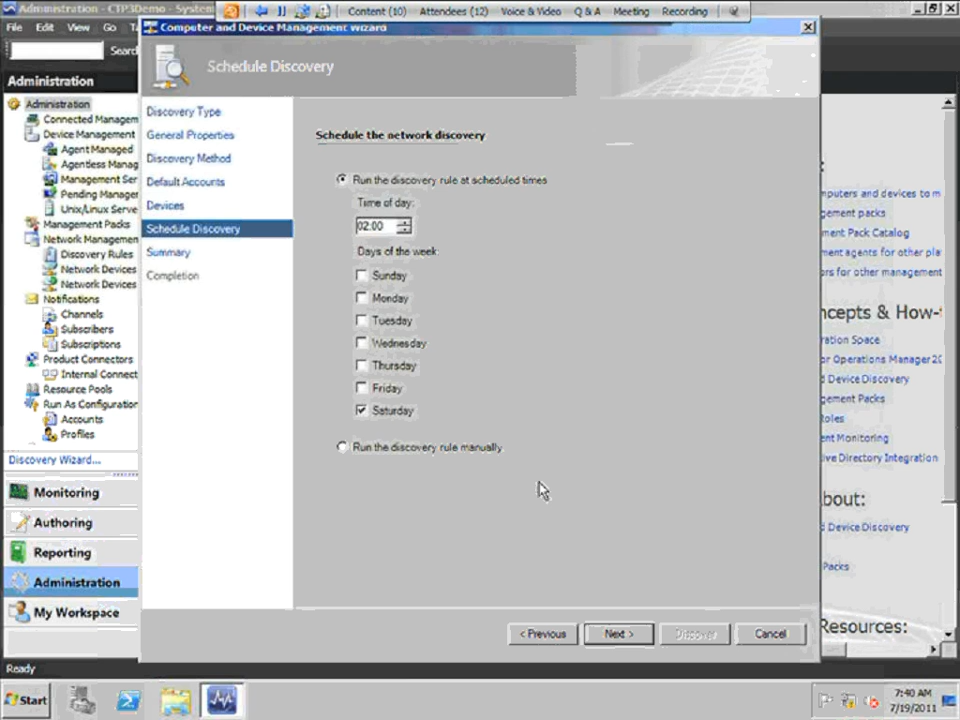 Administration - CTP3Demo - System
Content (10) Attendees (12) Voice & Video Q & A Meeting Recording
File Edit View Go
Computer and Device Management Wizard
Search
Schedule Discovery
Administration
Administration
Connected Managem
Device Management
Agent Managed
Agentless Manag
Management Ser
Pending Manager
Unix/Linux Serve
Management Packs
Network Managemen
Discovery Rules
Network Devices
Network Devices
Notifications
Channels
Subscribers
Subscriptions
Product Connectors
Internal Connect
Resource Pools
Run As Configuration
Accounts
Profiles
Discovery Wizard...
Monitoring
Authoring
Reporting
Administration
My Workspace
Discovery Type
General Properties
Discovery Method
Default Accounts
Devices
Schedule Discovery
Summary
Completion
Schedule the network discovery
Run the discovery rule at scheduled times
Time of day:
02:00
Days of the week:
Sunday
Monday
Tuesday
Wednesday
Thursday
Friday
Saturday
Run the discovery rule manually
< Previous Next > Discover Cancel
mputers and devices to m
gement packs
ment Pack Catalog
ment agents for other pla
ors for other management
ncepts & How-t
ration Space
or Operations Manager 20
d Device Discovery
gement Packs
Roles
ent Monitoring
ive Directory Integration
bout:
d Device Discovery
Packs
Resources:
Ready
Start
7:40 AM
7/19/2011